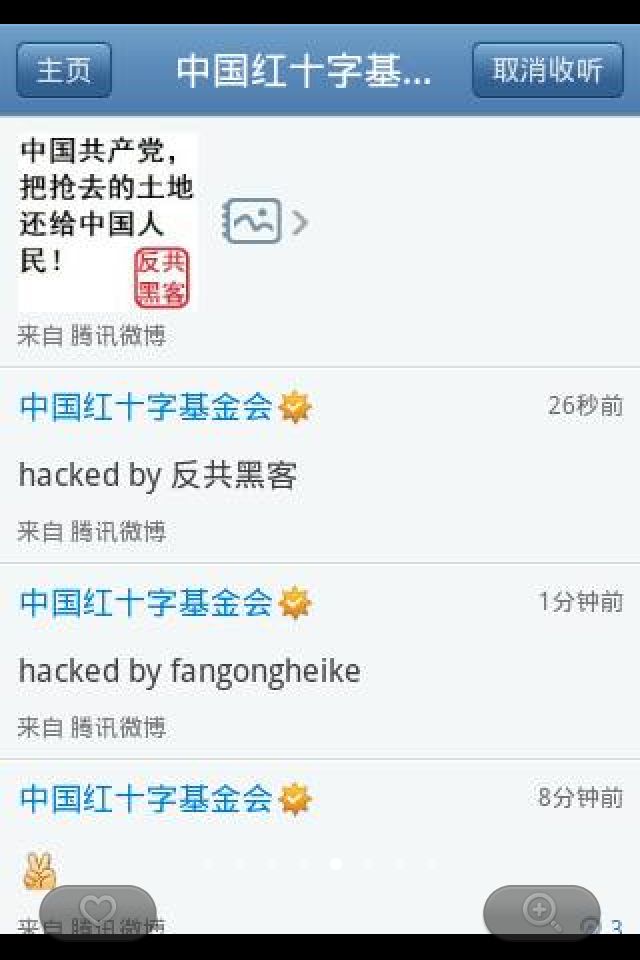 主页
中国红十字基...
取消收听
中国共产党，
把抢去的土地
还给中国人
民！
反共
黑客
来自 腾讯微博
中国红十字基金会
26秒前
hacked by 反共黑客
来自 腾讯微博
中国红十字基金会
1分钟前
hacked by fangongheike
来自 腾讯微博
中国红十字基金会
8分钟前
来自 腾讯微博
3